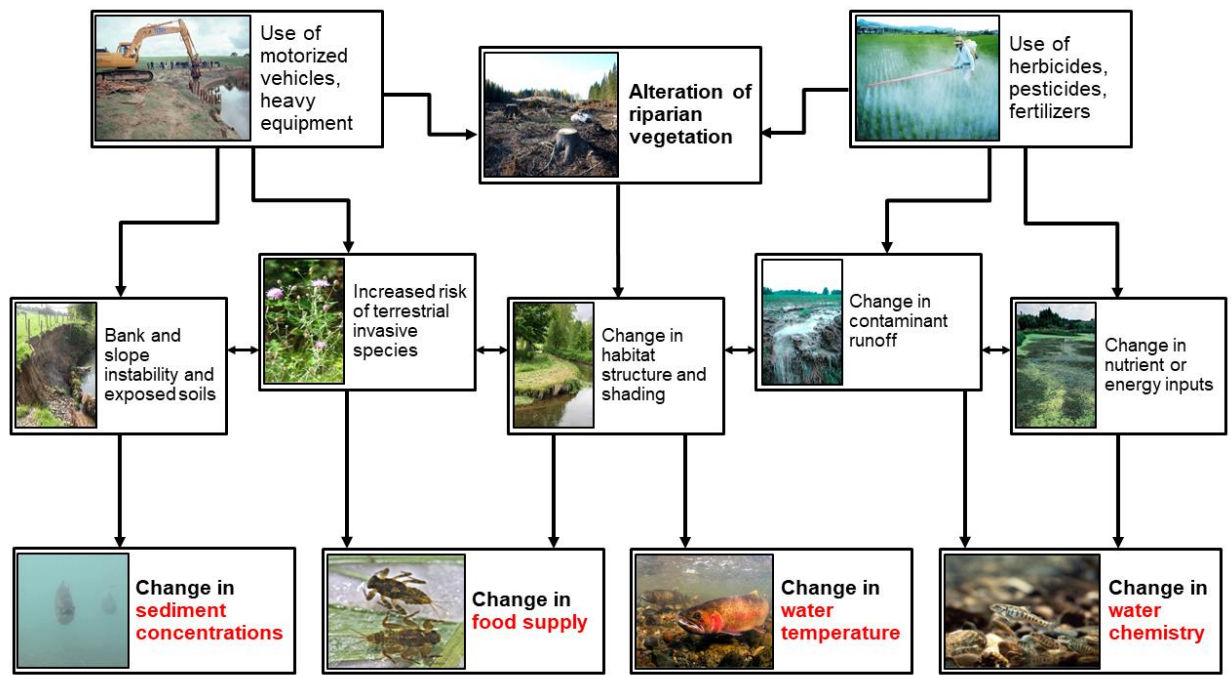 Use of
motorized
vehicles,
heavy
equipment
Alteration of
riparian
vegetation
Use of
herbicides,
pesticides,
fertilizers
Bank and
slope
instability and
exposed soils
Increased risk
of terrestrial
invasive
species
Change in
habitat
structure and
shading
Change in
contaminant
runoff
Change in
nutrient or
energy inputs
Change in
sediment
concentrations
Change in
food supply
Change in
water
temperature
Change in
water
chemistry